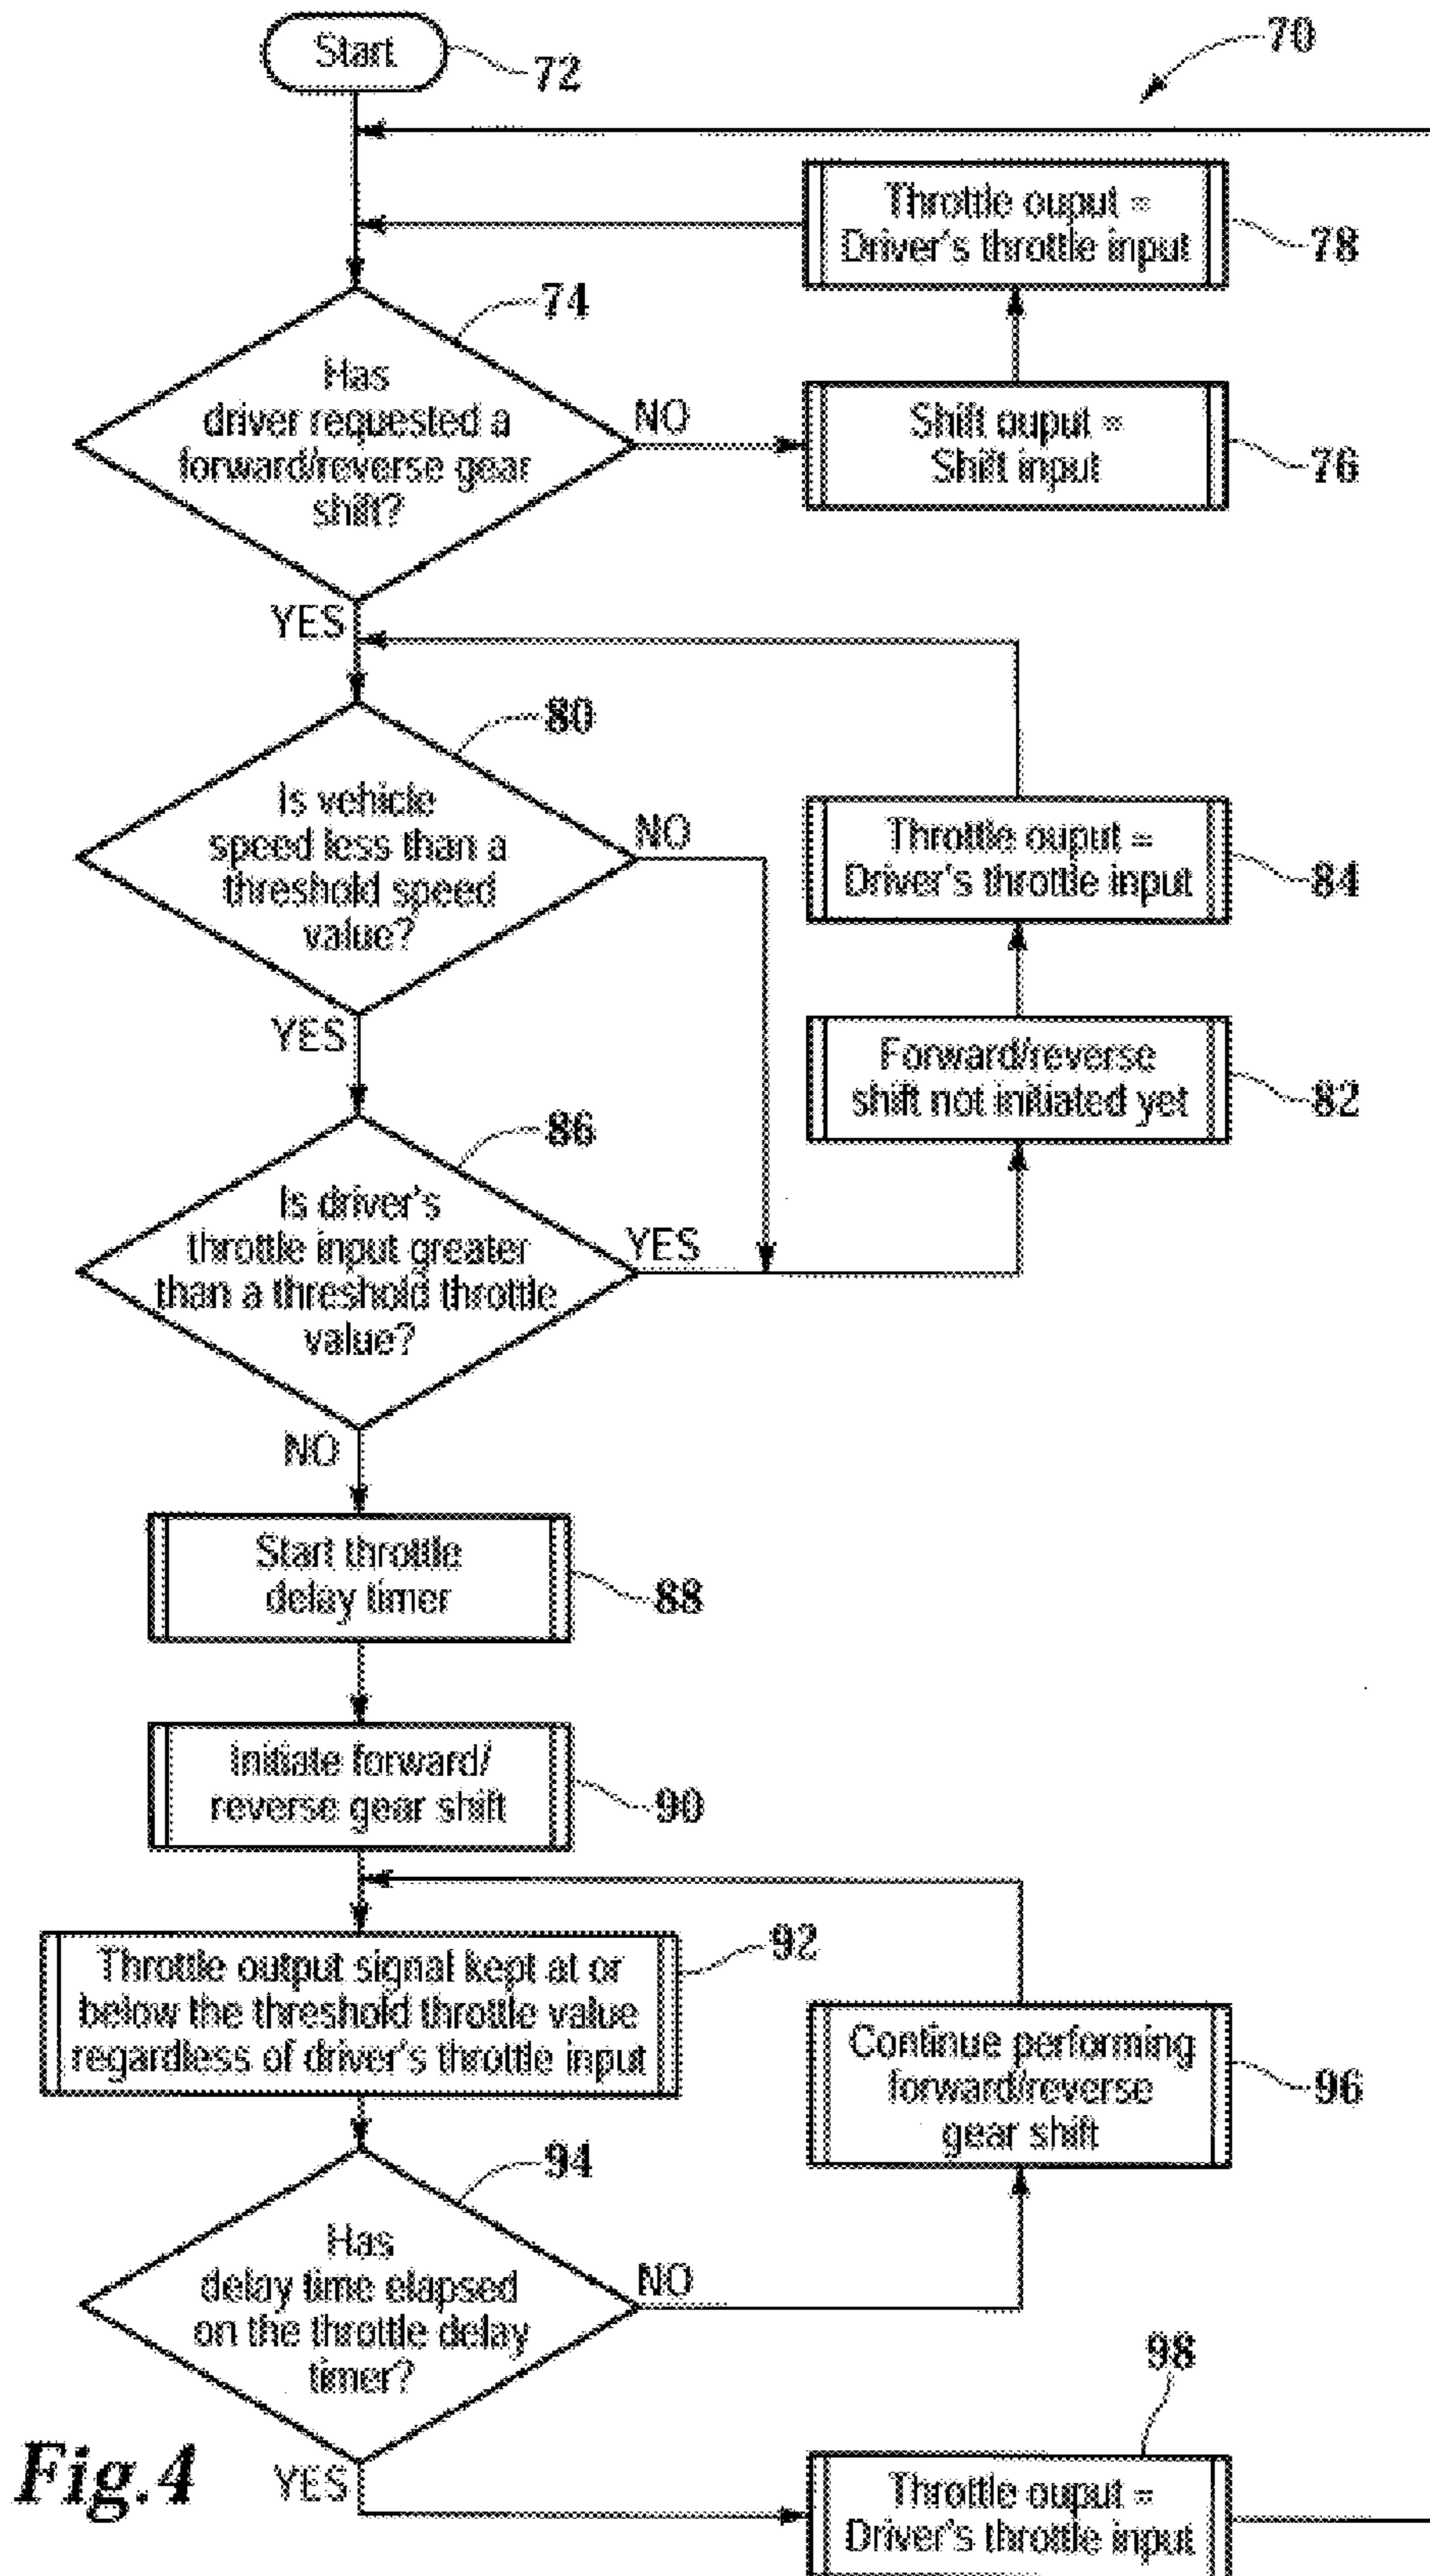 Start
72
70
Throttle ouput =
Driver's throttle input
78
74
Has
driver requested a
forward/reverse gear
shift?
NO
Shift ouput =
Shift input
76
YES
80
Is vehicle
speed less than a
threshold speed
value?
NO
Throttle ouput =
Driver's throttle input
84
YES
Forward/reverse
shift not initiated yet
82
86
Is driver's
throttle input greater
than a threshold throttle
value?
YES
NO
Start throttle
delay timer
88
Initiate forward/
reverse gear shift
90
Throttle output signal kept at or
below the threshold throttle value
regardless of driver's throttle input
92
Continue performing
forward/reverse
gear shift
96
94
Has
delay time elapsed
on the throttle delay
timer?
NO
98
Fig.4
YES
Throttle ouput =
Driver's throttle input